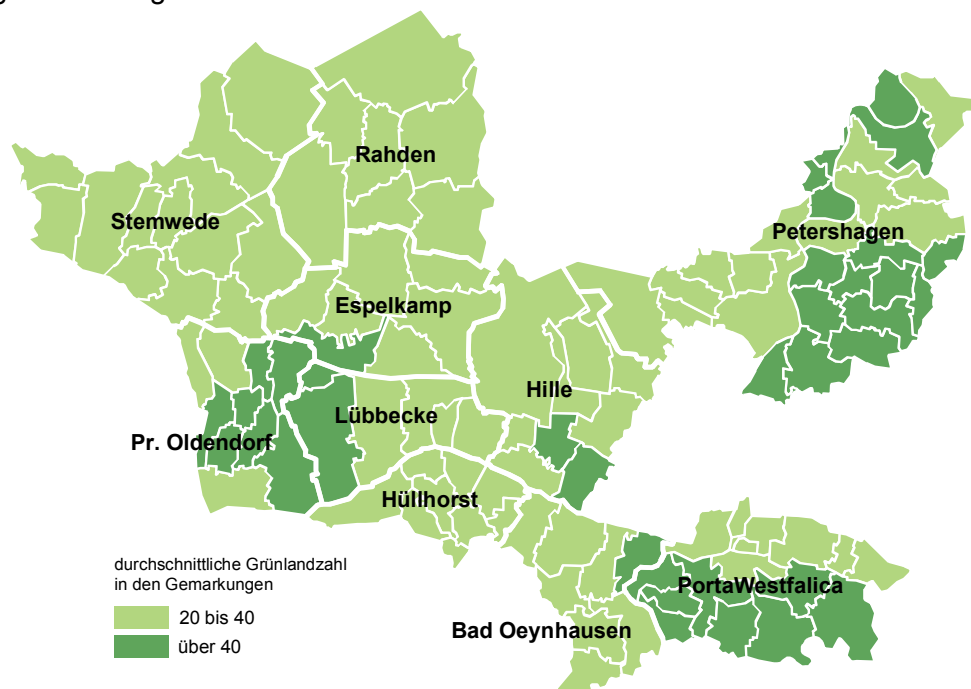 Rahden
Stemwede
Petershagen
Espelkamp
Hille
Lübbecke
Pr. Oldendorf
Hüllhorst
durchschnittliche Grünlandzahl
in den Gemarkungen
20 bis 40
über 40
PortaWestfalica
Bad Oeynhausen